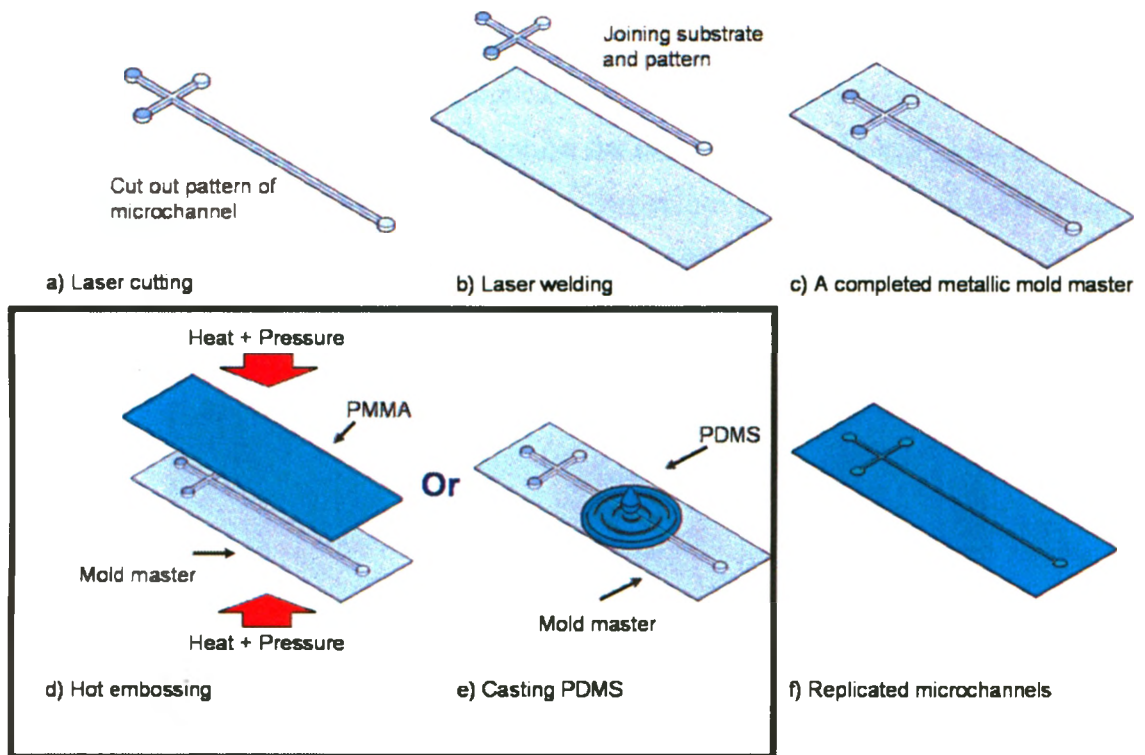 Joining substrate
and pattern
Cut out pattern of
microchannel
a) Laser cutting
b) Laser welding
c) A completed metallic mold master
Heat + Pressure
PMMA
Or
PDMS
Mold master
Heat + Pressure
Mold master
d) Hot embossing
e) Casting PDMS
f) Replicated microchannels